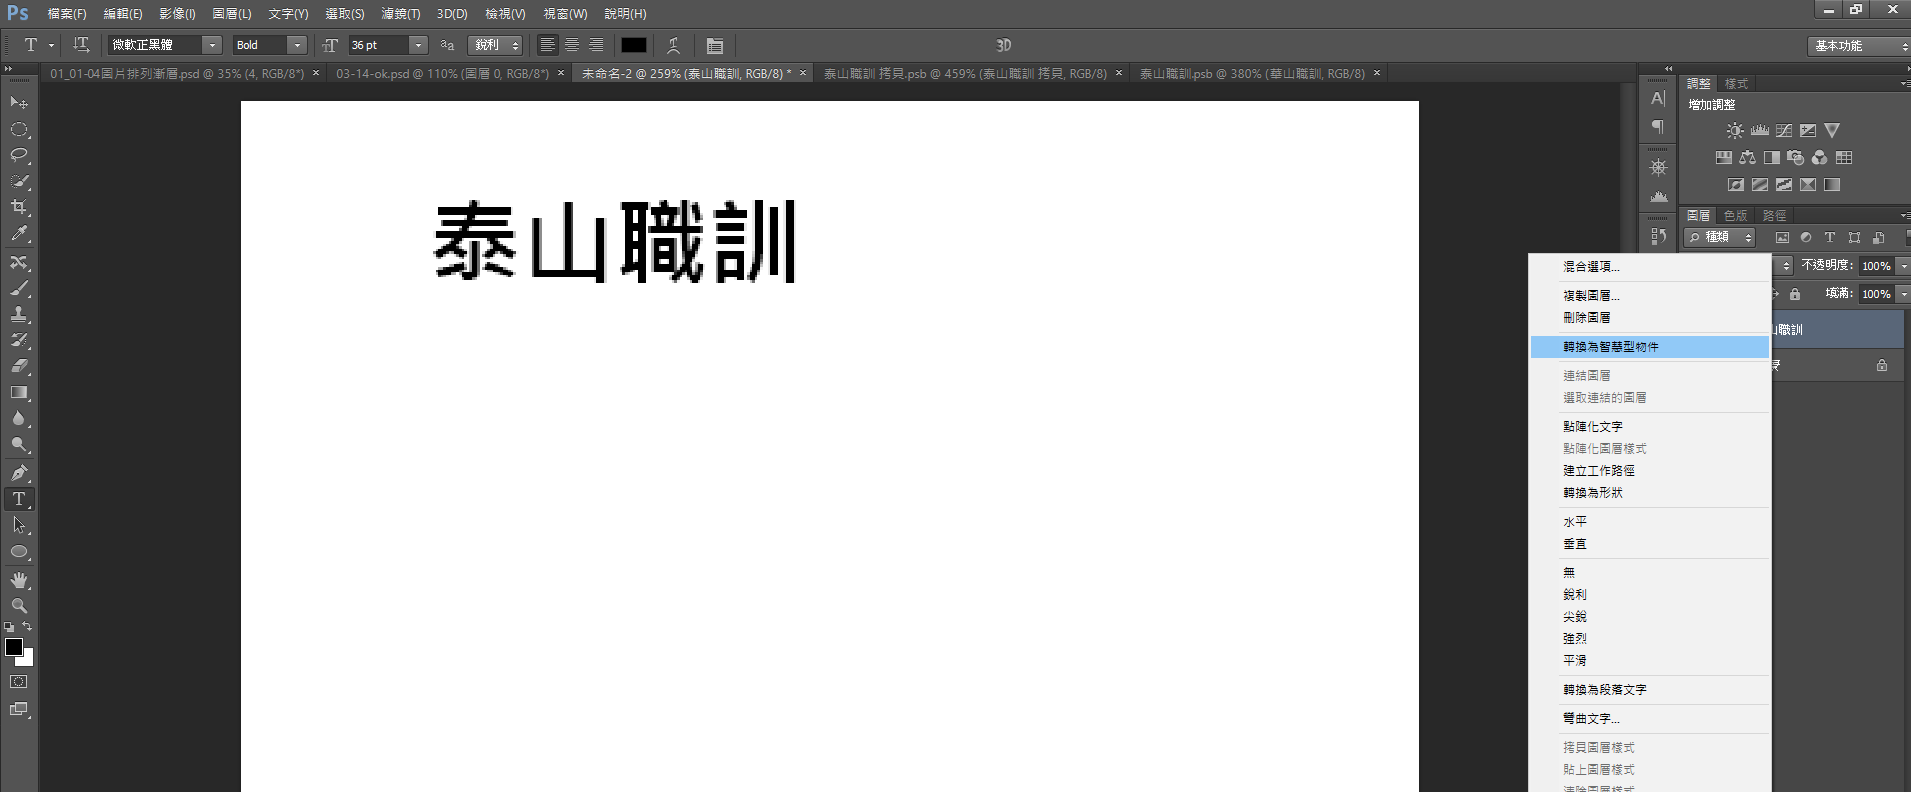 Ps 檔案(F) 編輯(E) 影像(I) 圖層(L) 文字(Y) 選取(S) 濾鏡(T) 3D(D) 檢視(V) 視窗(W) 說明(H)
T 微軟正黑體 Bold 36 pt aa 銳利 3D 基本功能
01_01-04圖片排列漸層.psd @ 35% (4, RGB/8*) × 03-14-ok.psd @ 110% (圖層 0, RGB/8*) × 未命名-2 @ 259% (泰山職訓, RGB/8) * × 泰山職訓 拷貝.psb @ 459% (泰山職訓 拷貝, RGB/8) × 泰山職訓.psb @ 380% (華山職訓, RGB/8) ×
調整 樣式
增加調整
泰山職訓
圖層 色版 路徑
種類
不透明度: 100%
填滿: 100%
山職訓
混合選項...
複製圖層...
刪除圖層
轉換為智慧型物件
連結圖層
選取連結的圖層
點陣化文字
點陣化圖層樣式
建立工作路徑
轉換為形狀
水平
垂直
無
銳利
尖銳
強烈
平滑
轉換為段落文字
彎曲文字...
拷貝圖層樣式
貼上圖層樣式